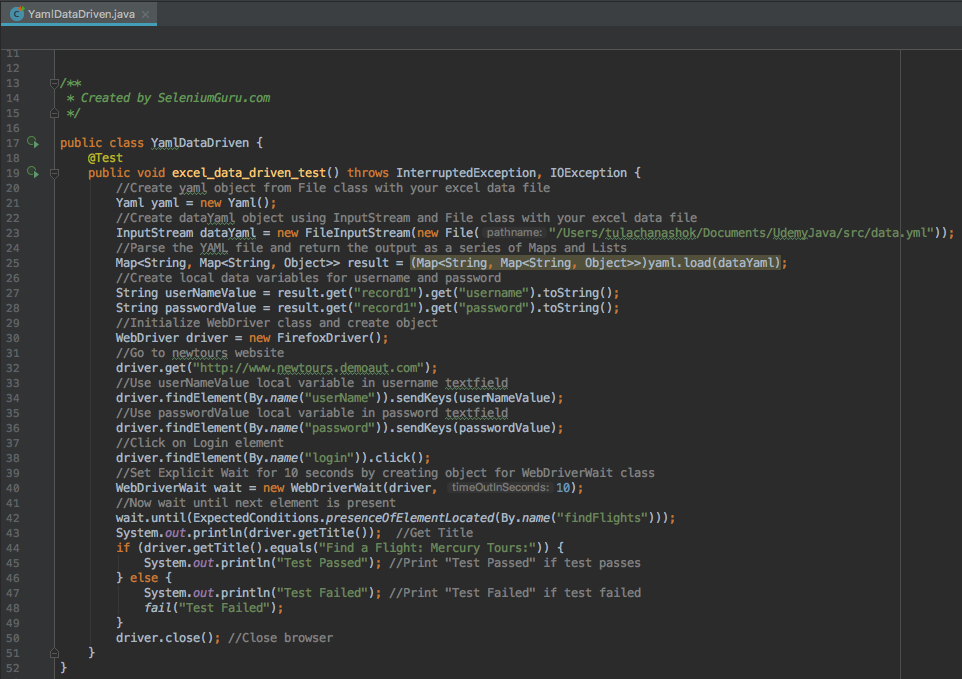 YamlDataDriven.java
11
12
13 /**
14 * Created by SeleniumGuru.com
15 */
16
17 public class YamlDataDriven {
18 @Test
19 public void excel_data_driven_test() throws InterruptedException, IOException {
20 //Create yaml object from File class with your excel data file
21 Yaml yaml = new Yaml();
22 //Create dataYaml object using InputStream and File class with your excel data file
23 InputStream dataYaml = new FileInputStream(new File( pathname: "/Users/tulachanashok/Documents/UdemyJava/src/data.yml"));
24 //Parse the YAML file and return the output as a series of Maps and Lists
25 Map<String, Map<String, Object>> result = (Map<String, Map<String, Object>>)yaml.load(dataYaml);
26 //Create local data variables for username and password
27 String userNameValue = result.get("record1").get("username").toString();
28 String passwordValue = result.get("record1").get("password").toString();
29 //Initialize WebDriver class and create object
30 WebDriver driver = new FirefoxDriver();
31 //Go to newtours website
32 driver.get("http://www.newtours.demoaut.com");
33 //Use userNameValue local variable in username textfield
34 driver.findElement(By.name("userName")).sendKeys(userNameValue);
35 //Use passwordValue local variable in password textfield
36 driver.findElement(By.name("password")).sendKeys(passwordValue);
37 //Click on Login element
38 driver.findElement(By.name("login")).click();
39 //Set Explicit Wait for 10 seconds by creating object for WebDriverWait class
40 WebDriverWait wait = new WebDriverWait(driver, timeOutInSeconds: 10);
41 //Now wait until next element is present
42 wait.until(ExpectedConditions.presenceOfElementLocated(By.name("findFlights")));
43 System.out.println(driver.getTitle()); //Get Title
44 if (driver.getTitle().equals("Find a Flight: Mercury Tours:")) {
45 System.out.println("Test Passed"); //Print "Test Passed" if test passes
46 } else {
47 System.out.println("Test Failed"); //Print "Test Failed" if test failed
48 fail("Test Failed");
49 }
50 driver.close(); //Close browser
51 }
52 }